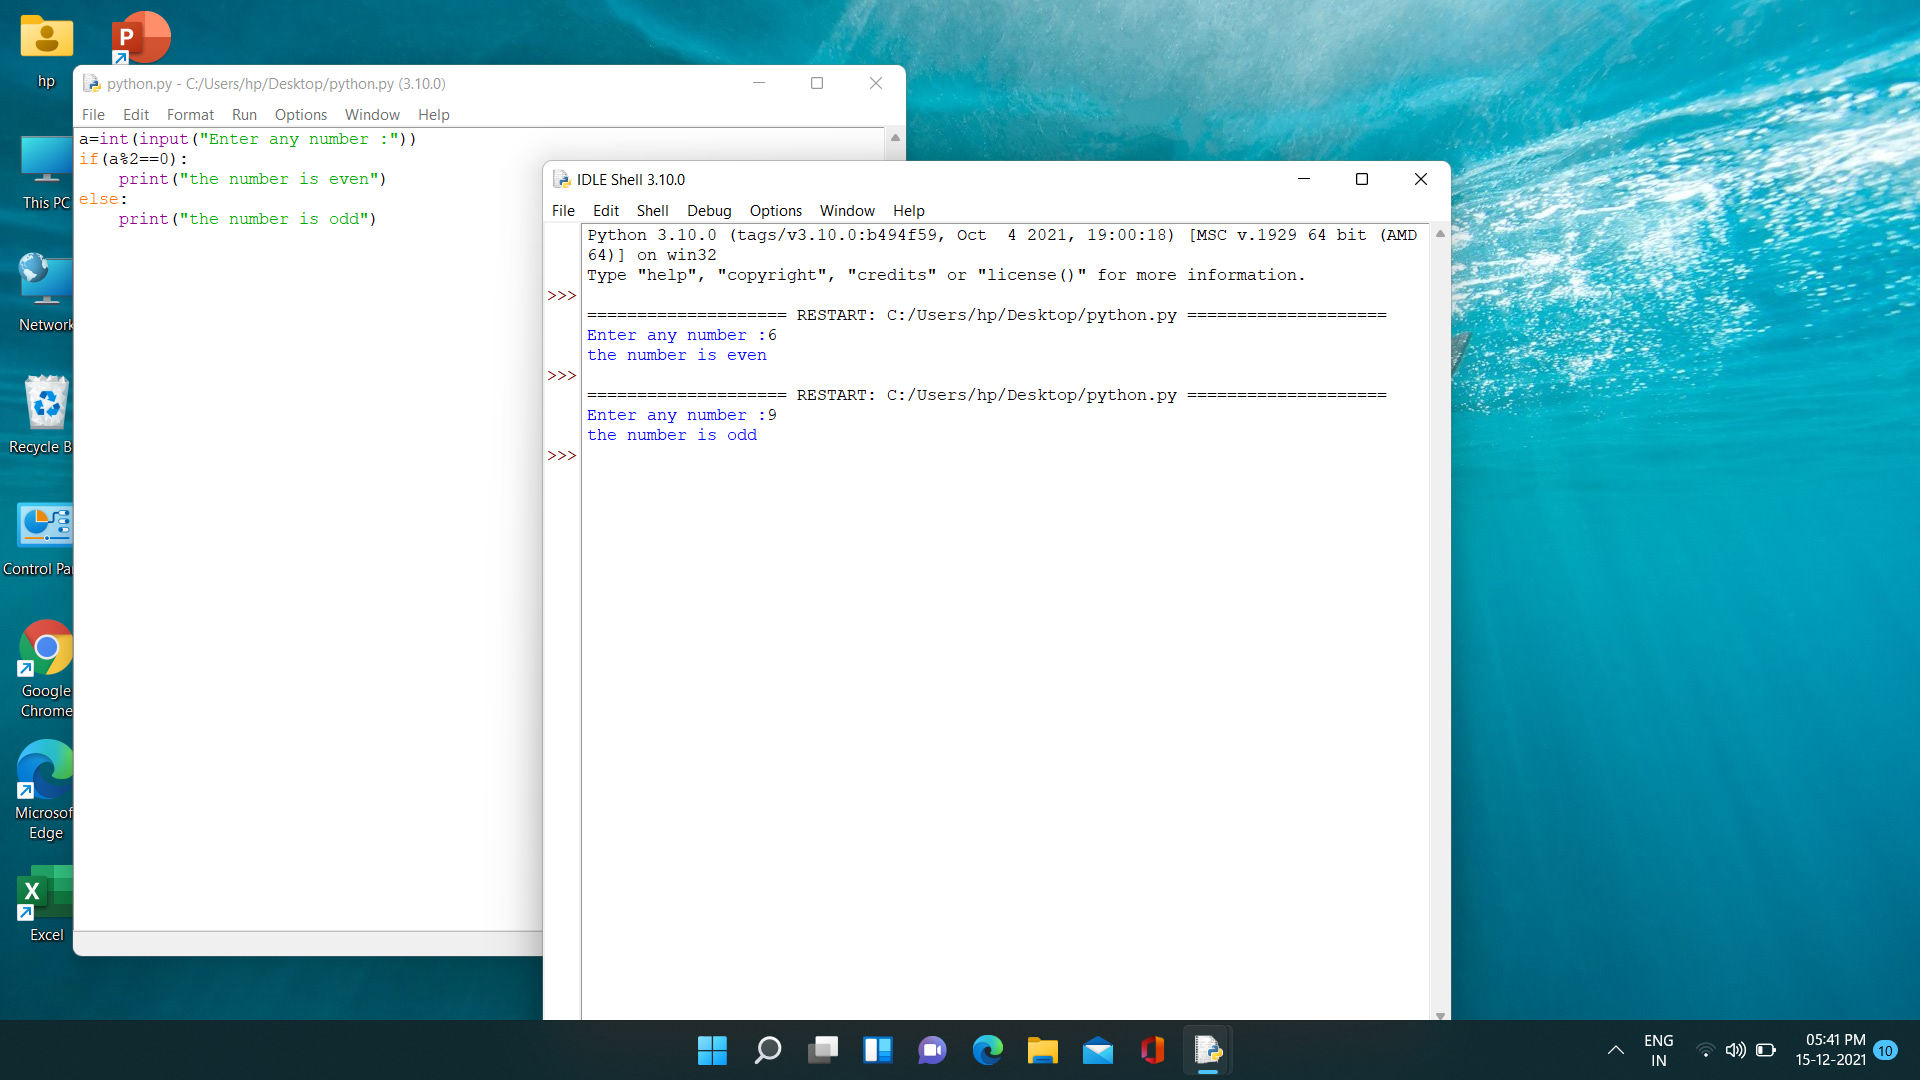 hp
This PC
Network
Recycle B
Control Pa
Google
Chrome
Microsof
Edge
Excel
P
X
python.py - C:/Users/hp/Desktop/python.py (3.10.0)
File Edit Format Run Options Window Help
a=int(input("Enter any number :"))
if(a%2==0):
    print("the number is even")
else:
    print("the number is odd")
IDLE Shell 3.10.0
File Edit Shell Debug Options Window Help
Python 3.10.0 (tags/v3.10.0:b494f59, Oct  4 2021, 19:00:18) [MSC v.1929 64 bit (AMD
64)] on win32
Type "help", "copyright", "credits" or "license()" for more information.
>>>
==================== RESTART: C:/Users/hp/Desktop/python.py ====================
Enter any number :6
the number is even
>>>
==================== RESTART: C:/Users/hp/Desktop/python.py ====================
Enter any number :9
the number is odd
>>>
ENG
IN
05:41 PM
15-12-2021
10